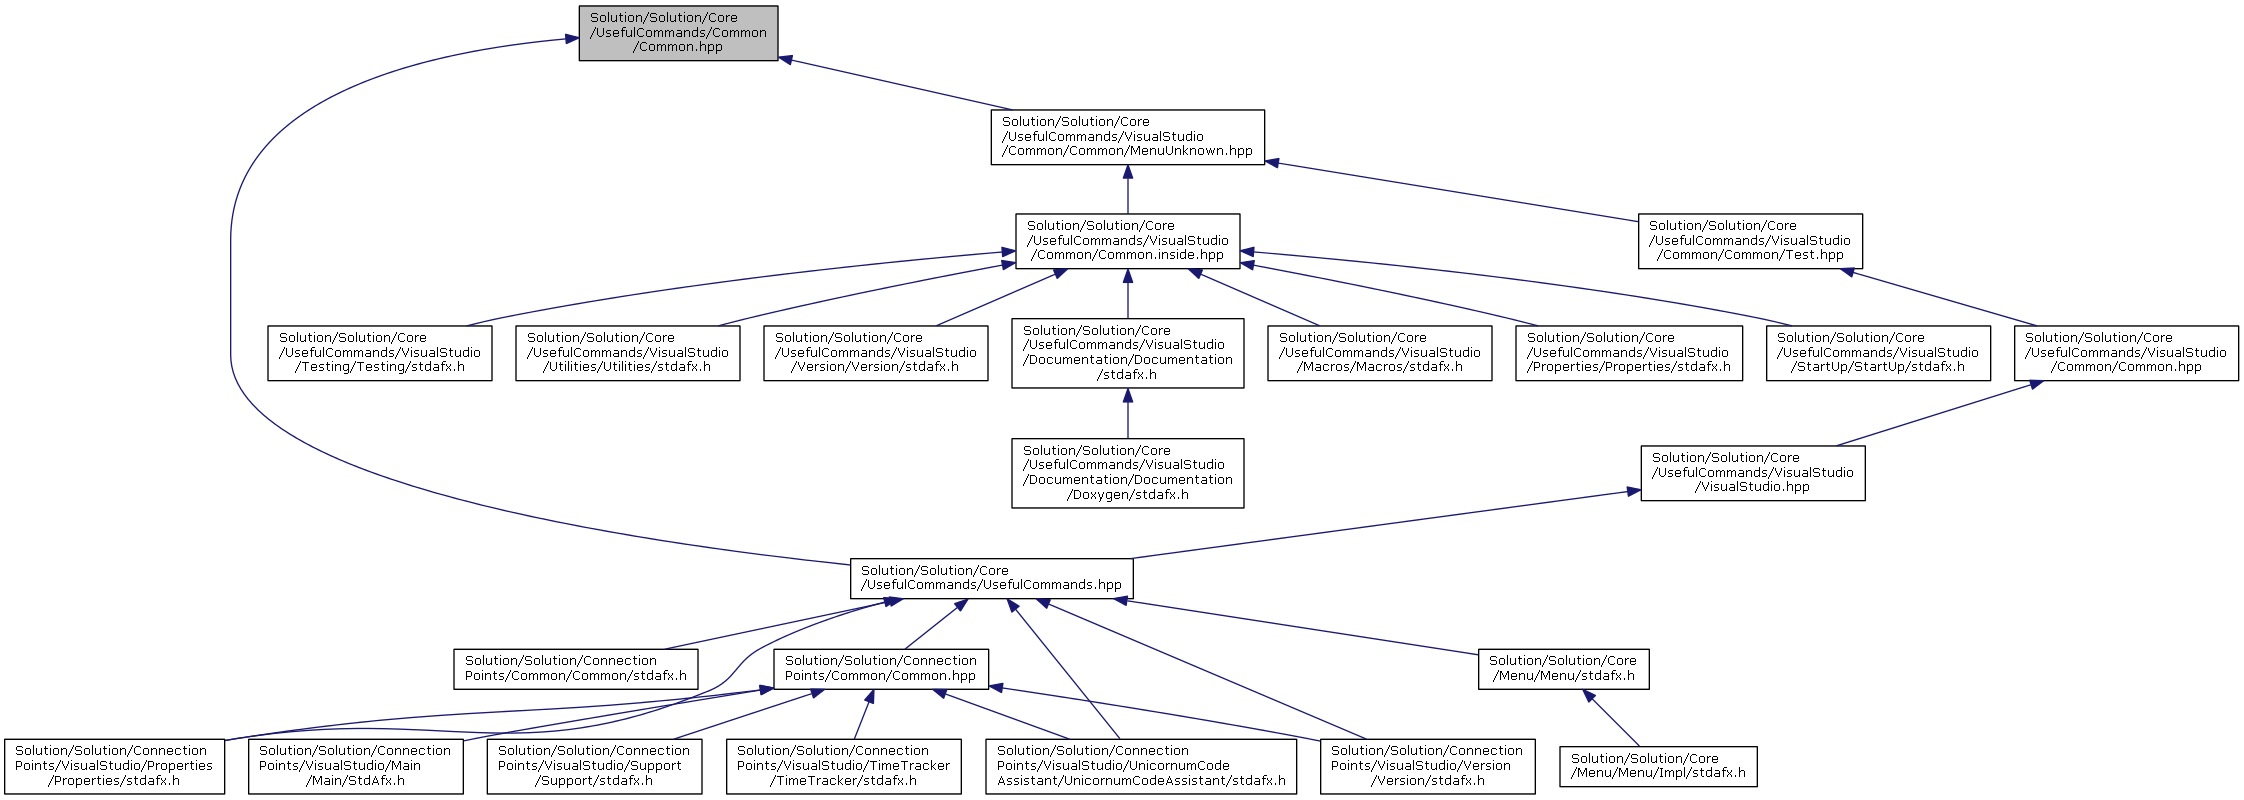 Solution/Solution/Core
/UsefulCommands/Common
/Common.hpp
Solution/Solution/Core
/UsefulCommands/VisualStudio
/Common/Common/MenuUnknown.hpp
Solution/Solution/Core
/UsefulCommands/VisualStudio
/Common/Common.inside.hpp
Solution/Solution/Core
/UsefulCommands/VisualStudio
/Common/Common/Test.hpp
Solution/Solution/Core
/UsefulCommands/VisualStudio
/Testing/Testing/stdafx.h
Solution/Solution/Core
/UsefulCommands/VisualStudio
/Utilities/Utilities/stdafx.h
Solution/Solution/Core
/UsefulCommands/VisualStudio
/Version/Version/stdafx.h
Solution/Solution/Core
/UsefulCommands/VisualStudio
/Documentation/Documentation
/stdafx.h
Solution/Solution/Core
/UsefulCommands/VisualStudio
/Macros/Macros/stdafx.h
Solution/Solution/Core
/UsefulCommands/VisualStudio
/Properties/Properties/stdafx.h
Solution/Solution/Core
/UsefulCommands/VisualStudio
/StartUp/StartUp/stdafx.h
Solution/Solution/Core
/UsefulCommands/VisualStudio
/Common/Common.hpp
Solution/Solution/Core
/UsefulCommands/VisualStudio
/Documentation/Documentation
/Doxygen/stdafx.h
Solution/Solution/Core
/UsefulCommands/VisualStudio
/VisualStudio.hpp
Solution/Solution/Core
/UsefulCommands/UsefulCommands.hpp
Solution/Solution/Connection
Points/Common/Common/stdafx.h
Solution/Solution/Connection
Points/Common/Common.hpp
Solution/Solution/Core
/Menu/Menu/stdafx.h
Solution/Solution/Connection
Points/VisualStudio/Properties
/Properties/stdafx.h
Solution/Solution/Connection
Points/VisualStudio/Main
/Main/StdAfx.h
Solution/Solution/Connection
Points/VisualStudio/Support
/Support/stdafx.h
Solution/Solution/Connection
Points/VisualStudio/TimeTracker
/TimeTracker/stdafx.h
Solution/Solution/Connection
Points/VisualStudio/UnicornumCode
Assistant/UnicornumCodeAssistant/stdafx.h
Solution/Solution/Connection
Points/VisualStudio/Version
/Version/stdafx.h
Solution/Solution/Core
/Menu/Menu/Impl/stdafx.h